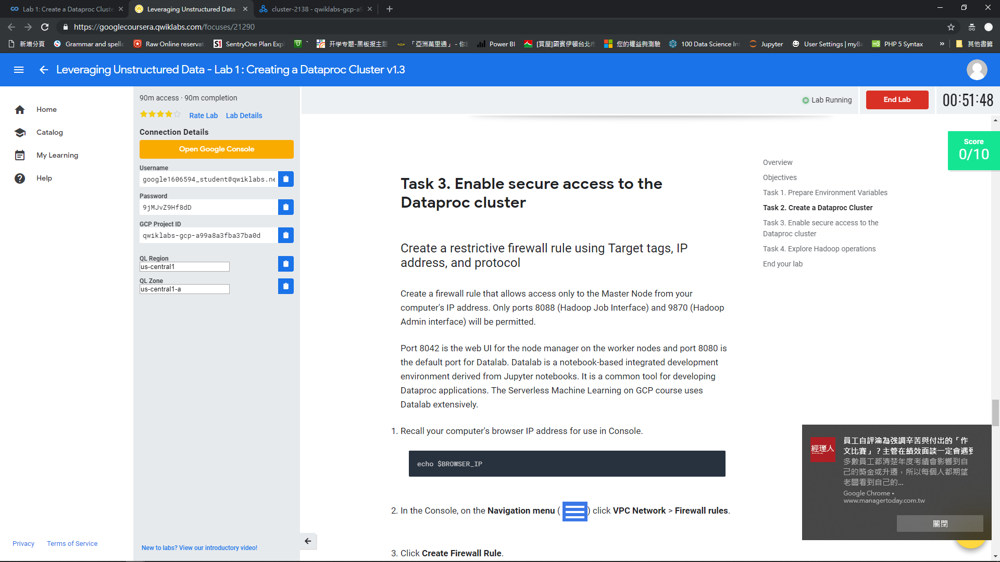 Lab 1: Create a Dataproc Cluste
Leveraging Unstructured Data
cluster-2138 - qwiklabs-gcp-a9
https://googlecoursera.qwiklabs.com/focuses/21290
新增分頁
Grammar and spell
Raw Online reservat
SentryOne Plan Expl
开学专题-黑板报主题
「亞洲萬里通」 - 你
Power BI
[買屋]國賓伊頓台北市
您的權益與測驗
100 Data Science Int
Jupyter
User Settings | myBa
PHP 5 Syntax
»
其他書籤
Leveraging Unstructured Data - Lab 1 : Creating a Dataproc Cluster v1.3
Home
Catalog
My Learning
Help
Privacy
Terms of Service
90m access · 90m completion
Rate Lab
Lab Details
Connection Details
Open Google Console
Username
google1606594_student@qwiklabs.ne
Password
9jMJvZ9Hf8dD
GCP Project ID
qwiklabs-gcp-a99a8a3fba37ba0d
QL Region
us-central1
QL Zone
us-central1-a
New to labs? View our introductory video!
Lab Running
End Lab
00:51:48
Score
0/10
Task 3. Enable secure access to the
Dataproc cluster
Create a restrictive firewall rule using Target tags, IP
address, and protocol
Create a firewall rule that allows access only to the Master Node from your
computer's IP address. Only ports 8088 (Hadoop Job Interface) and 9870 (Hadoop
Admin interface) will be permitted.
Port 8042 is the web UI for the node manager on the worker nodes and port 8080 is
the default port for Datalab. Datalab is a notebook-based integrated development
environment derived from Jupyter notebooks. It is a common tool for developing
Dataproc applications. The Serverless Machine Learning on GCP course uses
Datalab extensively.
1. Recall your computer's browser IP address for use in Console.
echo $BROWSER_IP
2. In the Console, on the Navigation menu ( ) click VPC Network > Firewall rules.
3. Click Create Firewall Rule.
Overview
Objectives
Task 1. Prepare Environment Variables
Task 2. Create a Dataproc Cluster
Task 3. Enable secure access to the
Dataproc cluster
Task 4. Explore Hadoop operations
End your lab
經理人
員工自評淪為強調辛苦與付出的「作
文比賽」？主管在績效面談一定會遇到
多數員工都清楚年度考績會影響到自
己的獎金或升遷，所以每個人都期望
老闆看到自己的...
Google Chrome •
www.managertoday.com.tw
關閉